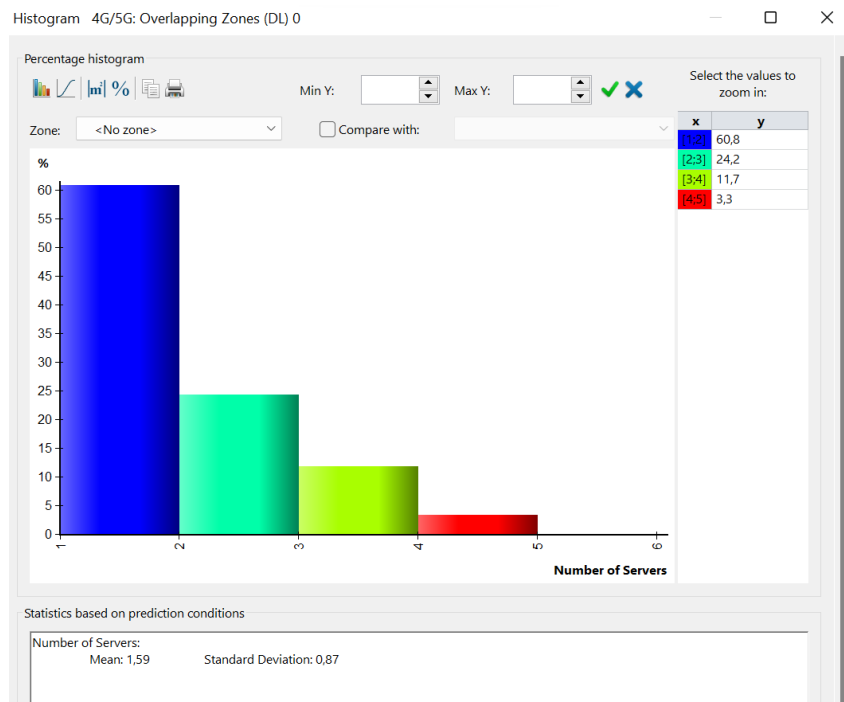 Histogram 4G/5G: Overlapping Zones (DL) 0
Percentage histogram
m² %
Min Y:
Max Y:
Select the values to
zoom in:
Zone:
<No zone>
Compare with:
x y
[1;2[ 60,8
[2;3[ 24,2
[3;4[ 11,7
[4;5[ 3,3
%
60
55
50
45
40
35
30
25
20
15
10
5
0
1 2 3 4 5 6
Number of Servers
Statistics based on prediction conditions
Number of Servers:
Mean: 1,59 Standard Deviation: 0,87